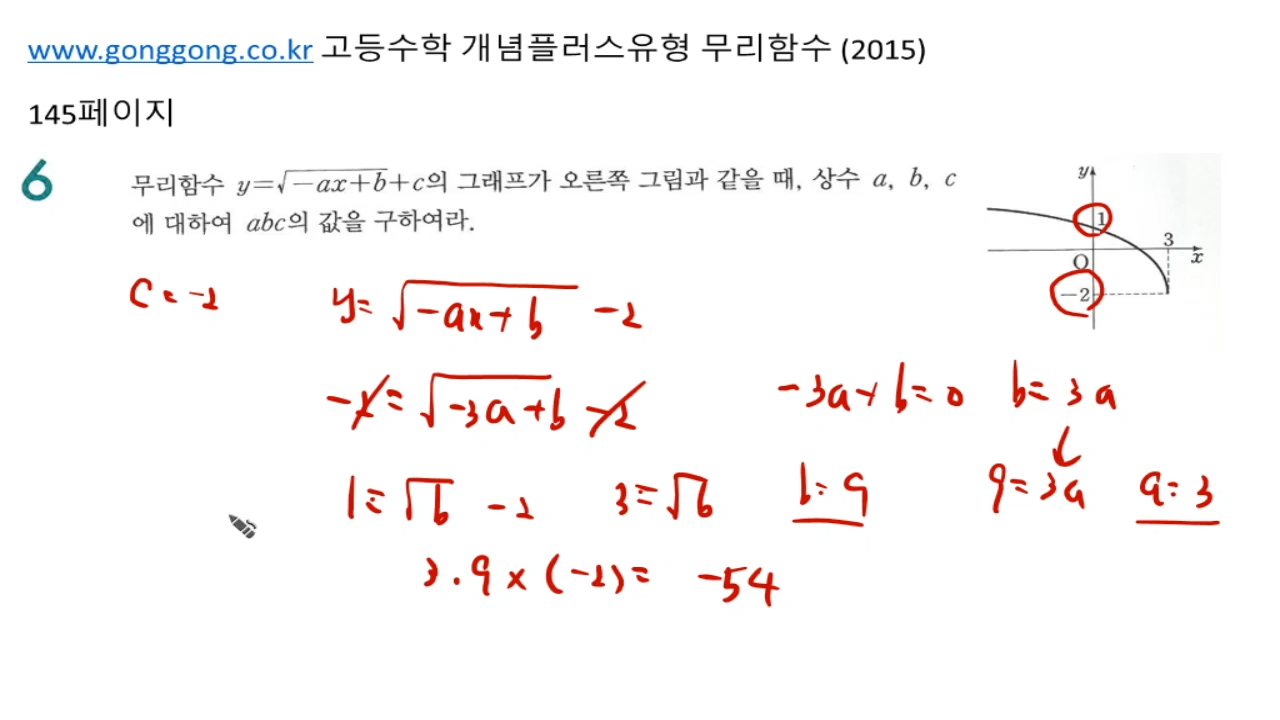 www.gonggong.co.kr 고등수학 개념플러스유형 무리함수 (2015)
145페이지
6 무리함수 y=√(-ax+b)+c의 그래프가 오른쪽 그림과 같을 때, 상수 a, b, c
에 대하여 abc의 값을 구하여라.
y
1
3
O
x
-2
c = -2
y = √(-ax+b) - 2
-2 = √(-3a+b) - 2
-3a+b=0 b=3a
1 = √b - 2 3=√b b=9 9=3a a=3
3·9×(-2)= -54